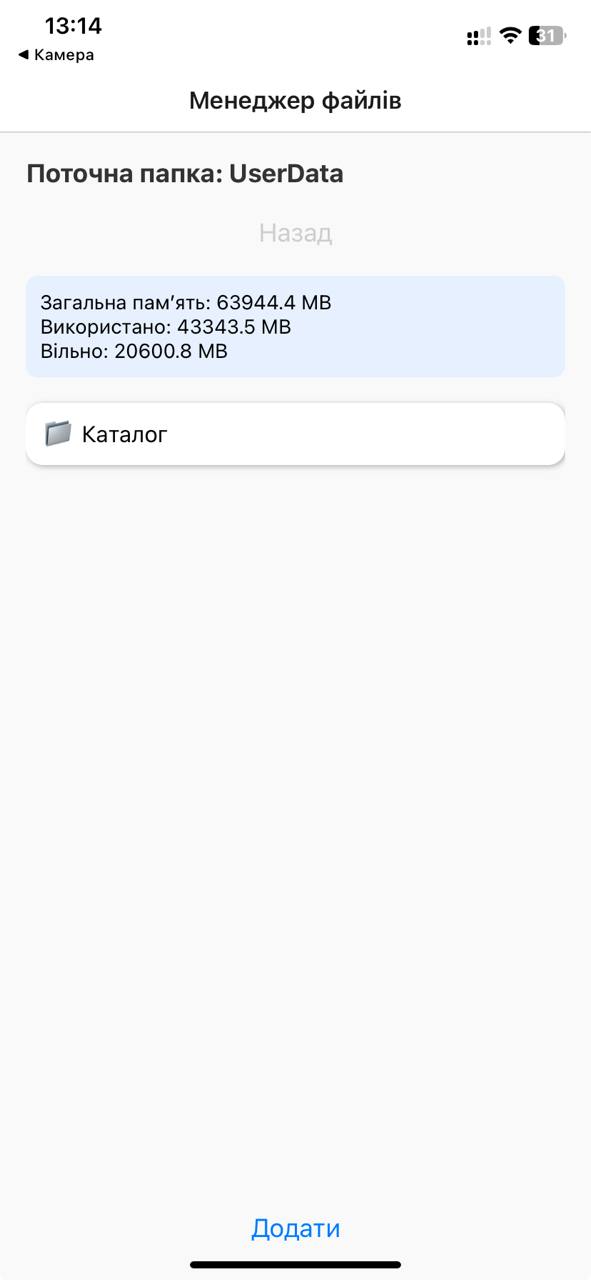 13:14
31
◀ Камера
Менеджер файлів
Поточна папка: UserData
Назад
Загальна пам’ять: 63944.4 MB
Використано: 43343.5 MB
Вільно: 20600.8 MB
Каталог
Додати